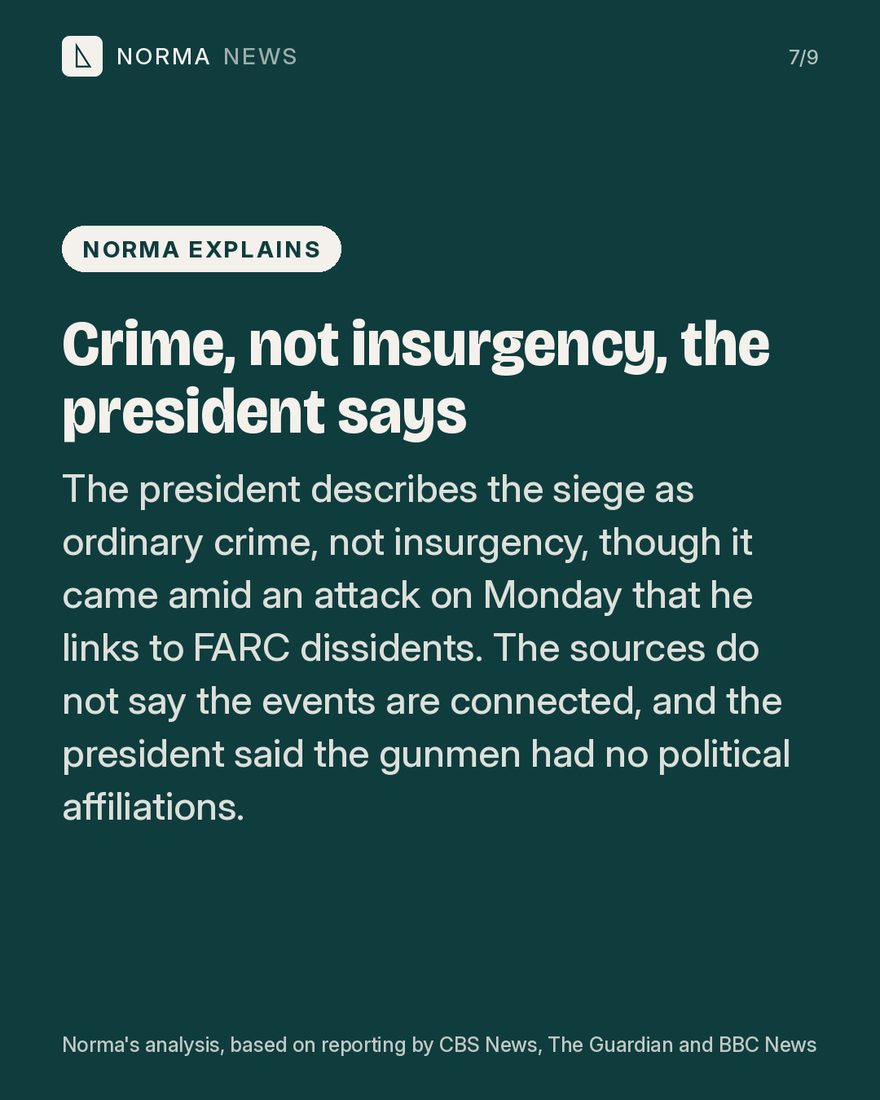 NORMA NEWS
7/9
NORMA EXPLAINS
Crime, not insurgency, the
president says
The president describes the siege as
ordinary crime, not insurgency, though it
came amid an attack on Monday that he
links to FARC dissidents. The sources do
not say the events are connected, and the
president said the gunmen had no political
affiliations.
Norma's analysis, based on reporting by CBS News, The Guardian and BBC News